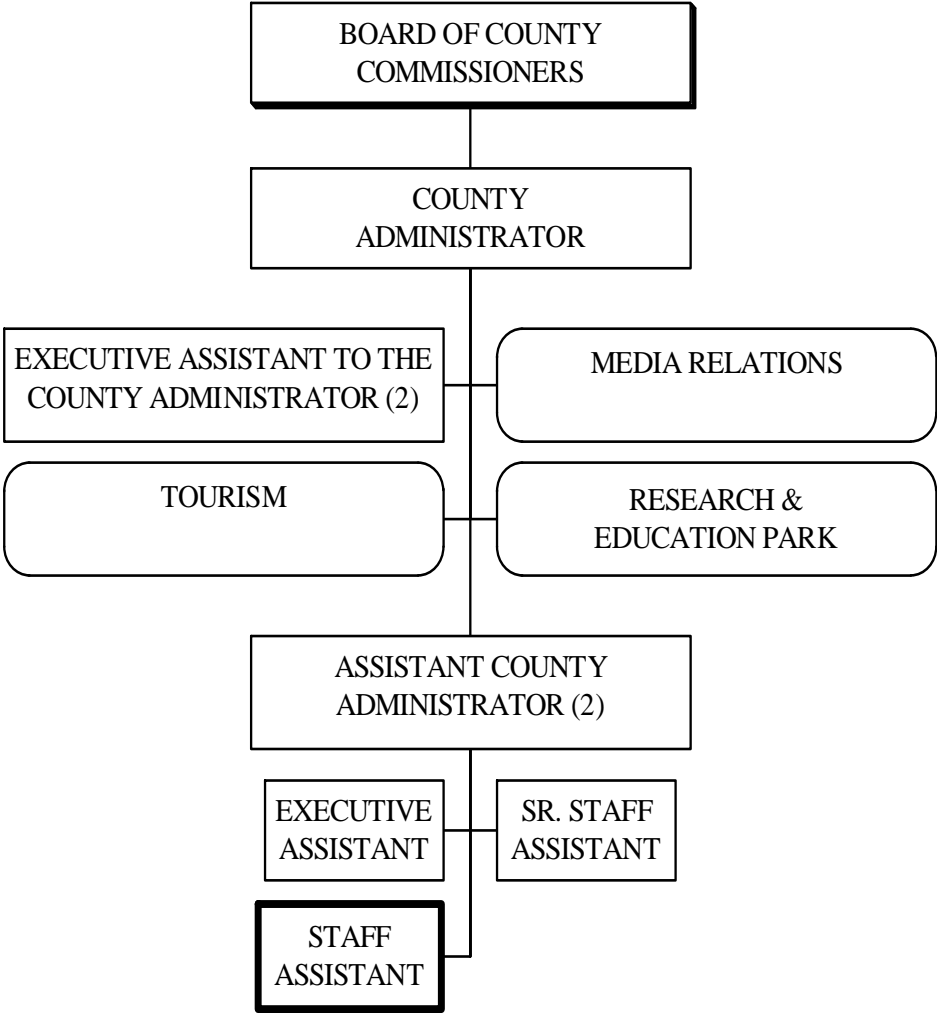 BOARD OF COUNTY
COMMISSIONERS
COUNTY
ADMINISTRATOR
EXECUTIVE ASSISTANT TO THE
COUNTY ADMINISTRATOR (2)
MEDIA RELATIONS
TOURISM
RESEARCH &
EDUCATION PARK
ASSISTANT COUNTY
ADMINISTRATOR (2)
EXECUTIVE
ASSISTANT
SR. STAFF
ASSISTANT
STAFF
ASSISTANT